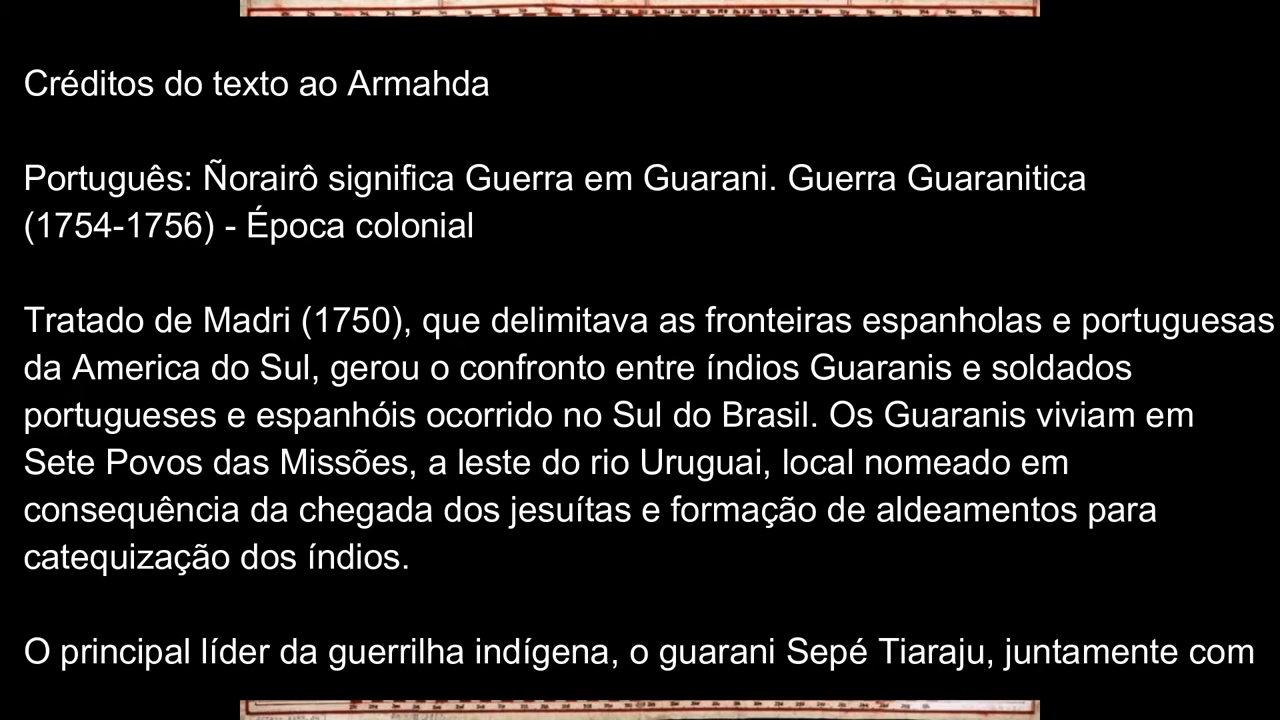 Créditos do texto ao Armahda
Português: Ñorairô significa Guerra em Guarani. Guerra Guaranitica
(1754-1756) - Época colonial
Tratado de Madri (1750), que delimitava as fronteiras espanholas e portuguesas
da America do Sul, gerou o confronto entre índios Guaranis e soldados
portugueses e espanhóis ocorrido no Sul do Brasil. Os Guaranis viviam em
Sete Povos das Missões, a leste do rio Uruguai, local nomeado em
consequência da chegada dos jesuítas e formação de aldeamentos para
catequização dos índios.
O principal líder da guerrilha indígena, o guarani Sepé Tiaraju, juntamente com